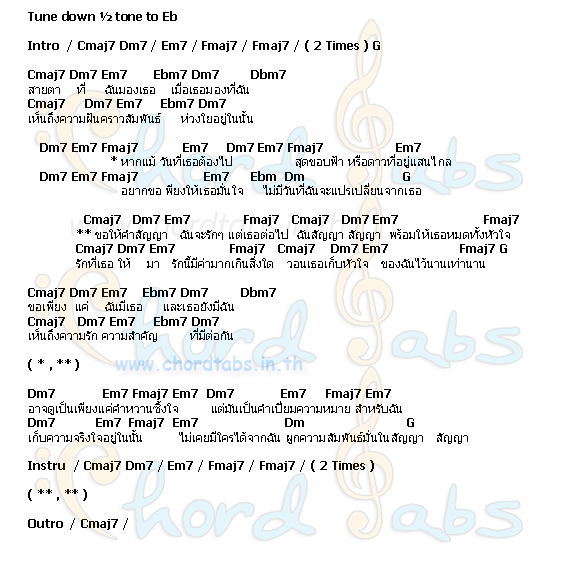 Tune down ½ tone to Eb
Intro / Cmaj7 Dm7 / Em7 / Fmaj7 / Fmaj7 / ( 2 Times ) G
Cmaj7 Dm7 Em7 Ebm7 Dm7 Dbm7
สายตา ที่ ฉันมองเธอ เมื่อเธอมองที่ฉัน
Cmaj7 Dm7 Em7 Ebm7 Dm7
เห็นถึงความฝันคราวสัมพันธ์ ห่วงใยอยู่ในนั้น
Dm7 Em7 Fmaj7 Em7 Dm7 Em7 Fmaj7 Em7
* หากแม้ วันที่เธอต้องไป สุดขอบฟ้า หรือดาวที่อยู่แสนไกล
Dm7 Em7 Fmaj7 Em7 Ebm Dm G
อยากขอ เพียงให้เธอมั่นใจ ไม่มีวันที่ฉันจะแปรเปลี่ยนจากเธอ
Cmaj7 Dm7 Em7 Fmaj7 Cmaj7 Dm7 Em7 Fmaj7
** ขอให้คำสัญญา ฉันจะรักๆ แต่เธอต่อไป ฉันสัญญา สัญญา พร้อมให้เธอหมดทั้งหัวใจ
Cmaj7 Dm7 Em7 Fmaj7 Cmaj7 Dm7 Em7 Fmaj7 G
รักที่เธอ ให้ มา รักนี้มีค่ามากเกินสิ่งใด วอนเธอเก็บหัวใจ ของฉันไว้นานเท่านาน
Cmaj7 Dm7 Em7 Ebm7 Dm7 Dbm7
ขอเพียง แค่ ฉันมีเธอ และเธอยังมีฉัน
Cmaj7 Dm7 Em7 Ebm7 Dm7
เห็นถึงความรัก ความสำคัญ ที่มีต่อกัน
( * , ** )
www.chordtabs.in.th
Dm7 Em7 Fmaj7 Em7 Dm7 Em7 Fmaj7 Em7
อาจดูเป็นเพียงแค่คำหวานซึ้งใจ แต่มันเป็นคำเปี่ยมความหมาย สำหรับฉัน
Dm7 Em7 Fmaj7 Em7 Dm G
เก็บความจริงใจอยู่ในนั้น ไม่เคยมีใครได้จากฉัน ผูกความสัมพันธ์มั่นในสัญญา สัญญา
Instru / Cmaj7 Dm7 / Em7 / Fmaj7 / Fmaj7 / ( 2 Times )
( ** , ** )
Outro / Cmaj7 /